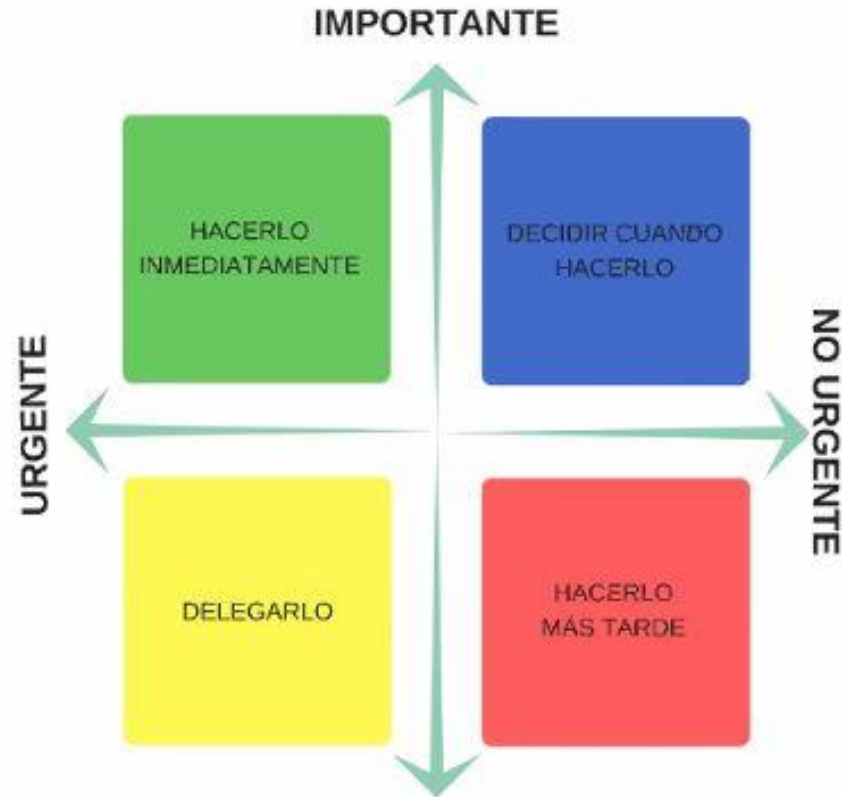 IMPORTANTE
HACERLO
INMEDIATAMENTE
DECIDIR CUANDO
HACERLO
URGENTE
NO URGENTE
DELEGARLO
HACERLO
MÁS TARDE